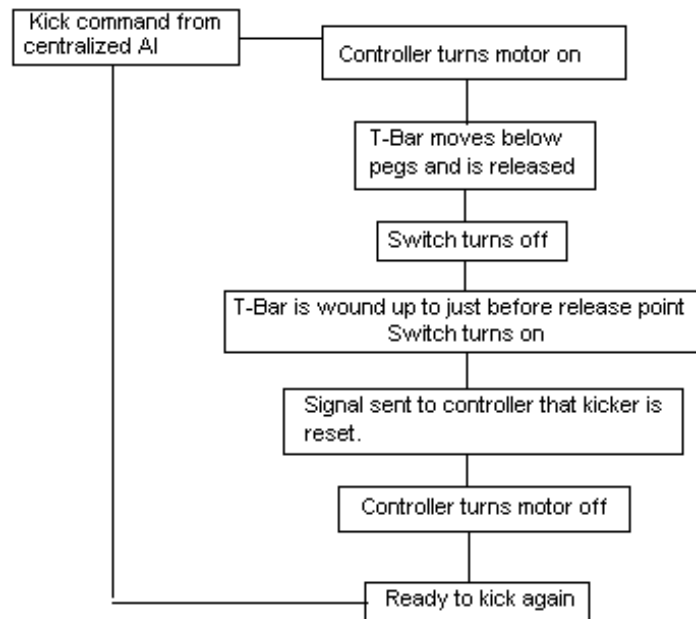 Kick command from
centralized AI
Controller turns motor on
T-Bar moves below
pegs and is released
Switch turns off
T-Bar is wound up to just before release point
Switch turns on
Signal sent to controller that kicker is
reset.
Controller turns motor off
Ready to kick again